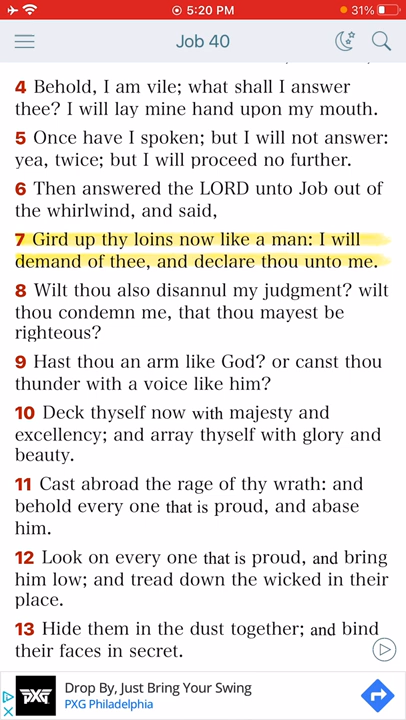 5:20 PM
31%
Job 40
4 Behold, I am vile; what shall I answer
thee? I will lay mine hand upon my mouth.
5 Once have I spoken; but I will not answer:
yea, twice; but I will proceed no further.
6 Then answered the LORD unto Job out of
the whirlwind, and said,
7 Gird up thy loins now like a man: I will
demand of thee, and declare thou unto me.
8 Wilt thou also disannul my judgment? wilt
thou condemn me, that thou mayest be
righteous?
9 Hast thou an arm like God? or canst thou
thunder with a voice like him?
10 Deck thyself now with majesty and
excellency; and array thyself with glory and
beauty.
11 Cast abroad the rage of thy wrath: and
behold every one that is proud, and abase
him.
12 Look on every one that is proud, and bring
him low; and tread down the wicked in their
place.
13 Hide them in the dust together; and bind
their faces in secret.
PXG
Drop By, Just Bring Your Swing
PXG Philadelphia